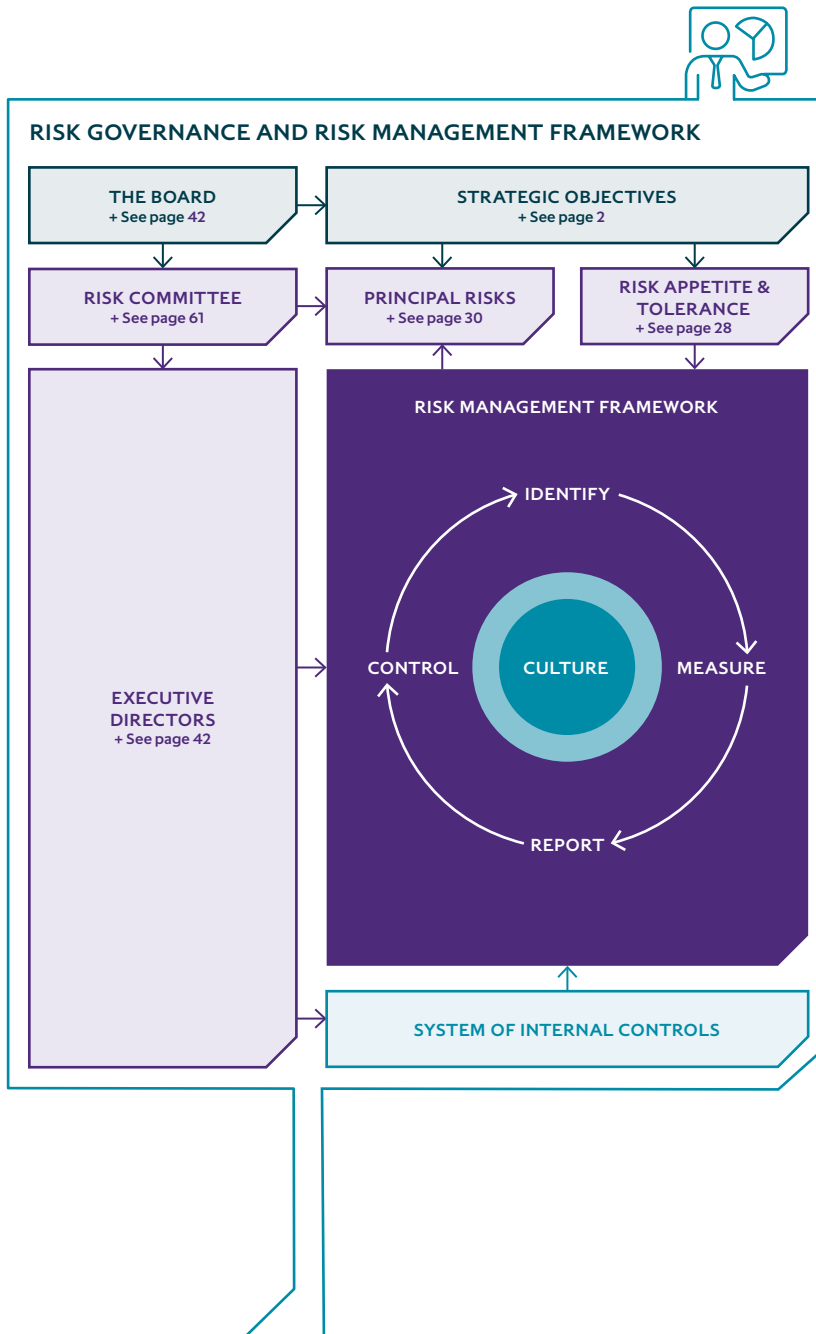 RISK GOVERNANCE AND RISK MANAGEMENT FRAMEWORK
THE BOARD
+ See page 42
STRATEGIC OBJECTIVES
+ See page 2
RISK COMMITTEE
+ See page 61
PRINCIPAL RISKS
+ See page 30
RISK APPETITE &
TOLERANCE
+ See page 28
EXECUTIVE
DIRECTORS
+ See page 42
RISK MANAGEMENT FRAMEWORK
IDENTIFY
CONTROL
CULTURE
MEASURE
REPORT
SYSTEM OF INTERNAL CONTROLS